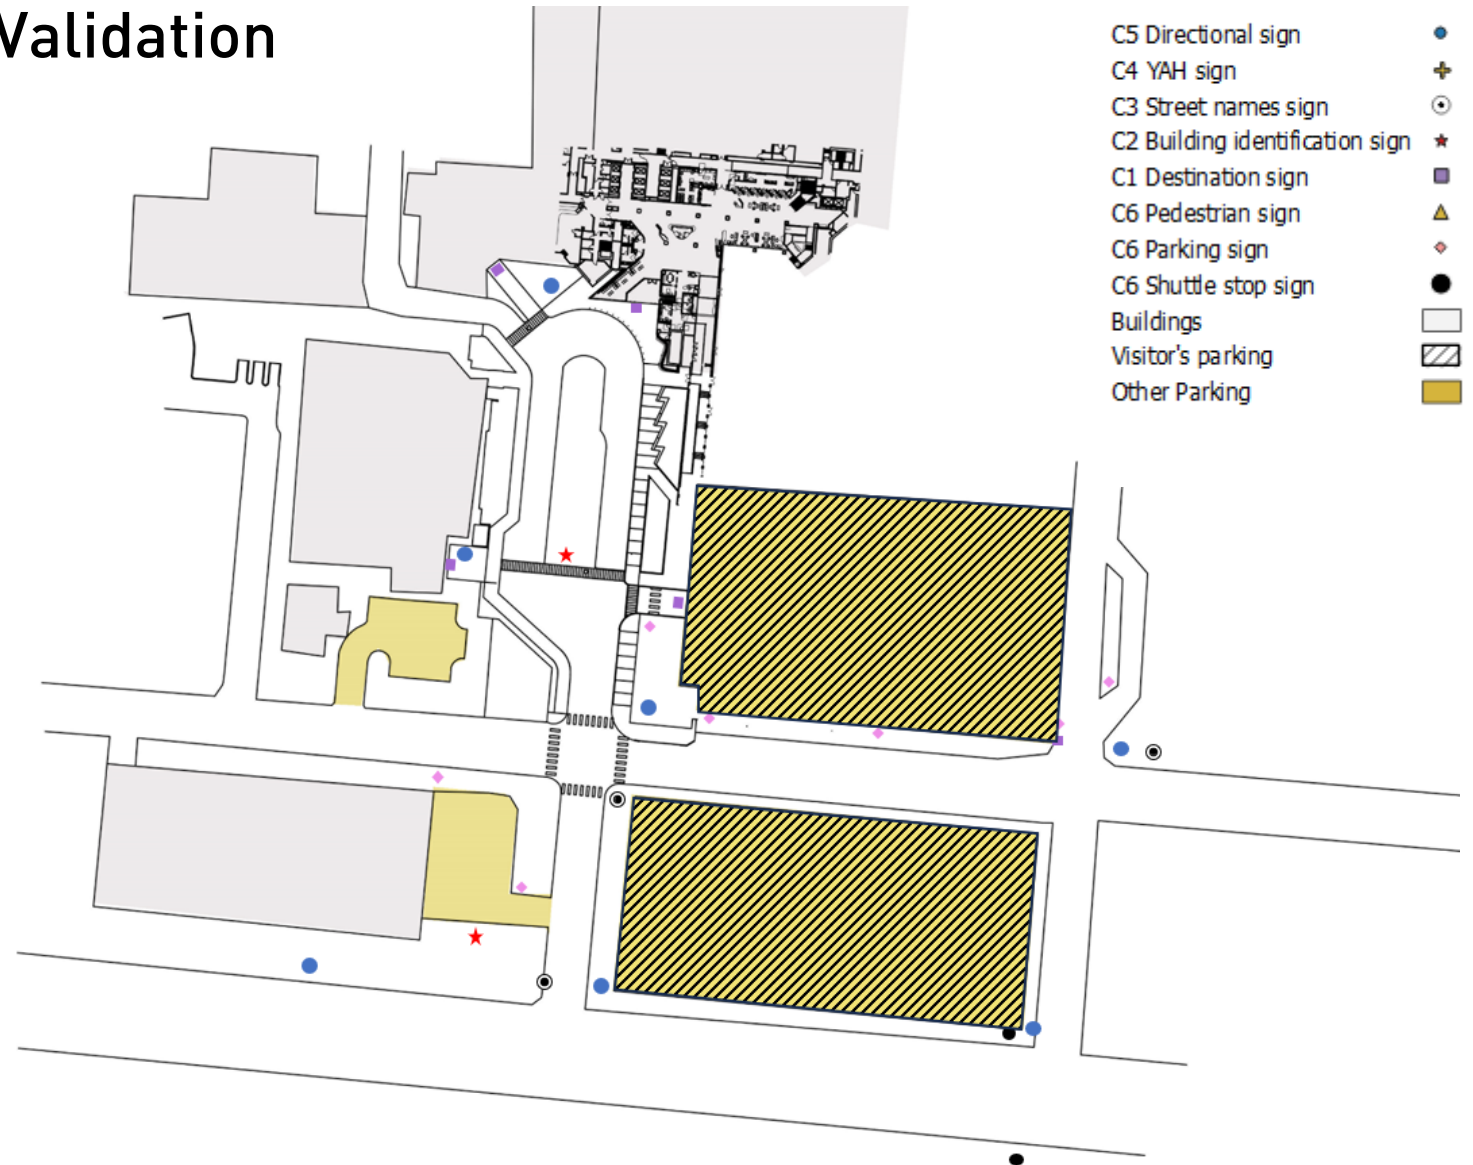 Validation
C5 Directional sign
C4 YAH sign
C3 Street names sign
C2 Building identification sign
C1 Destination sign
C6 Pedestrian sign
C6 Parking sign
C6 Shuttle stop sign
Buildings
Visitor's parking
Other Parking